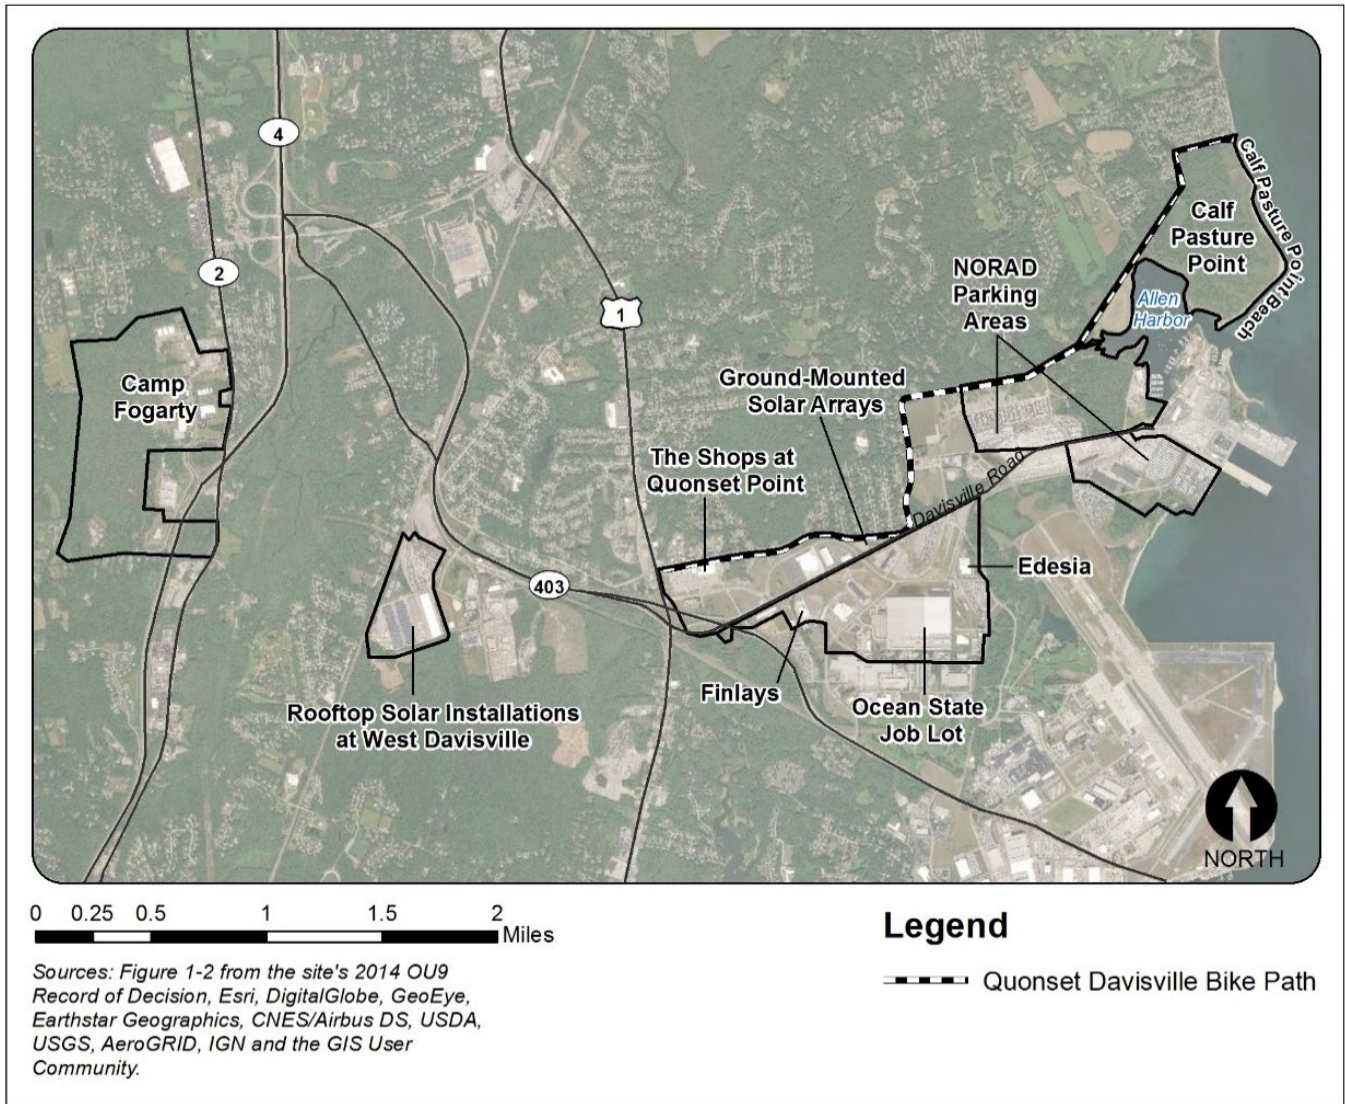 4
2
1
403
Camp
Fogarty
Calf
Pasture
Point
Calf Pasture Point Beach
Allen
Harbor
NORAD
Parking
Areas
Ground-Mounted
Solar Arrays
The Shops at
Quonset Point
Davisville Road
Edesia
Finlays
Ocean State
Job Lot
Rooftop Solar Installations
at West Davisville
NORTH
0 0.25 0.5 1 1.5 2
Miles
Legend
Quonset Davisville Bike Path
Sources: Figure 1-2 from the site's 2014 OU9
Record of Decision, Esri, DigitalGlobe, GeoEye,
Earthstar Geographics, CNES/Airbus DS, USDA,
USGS, AeroGRID, IGN and the GIS User
Community.